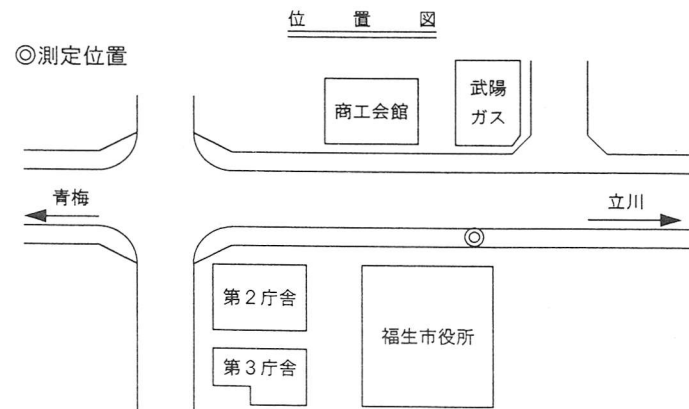 位置図
◎測定位置
武陽
ガス
商工会館
青梅
立川
第2庁舎
福生市役所
第3庁舎